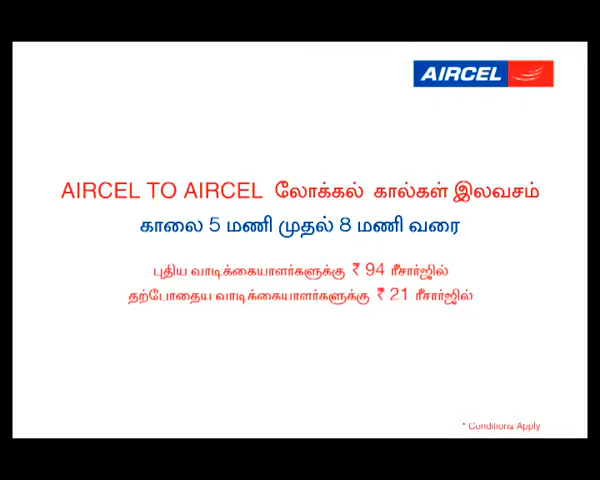 AIRCEL
AIRCEL TO AIRCEL லோக்கல் கால்கள் இலவசம்
காலை 5 மணி முதல் 8 மணி வரை
புதிய வாடிக்கையாளர்களுக்கு ₹ 94 ரீசார்ஜில்
தற்போதைய வாடிக்கையாளர்களுக்கு ₹ 21 ரீசார்ஜில்
* Conditions Apply